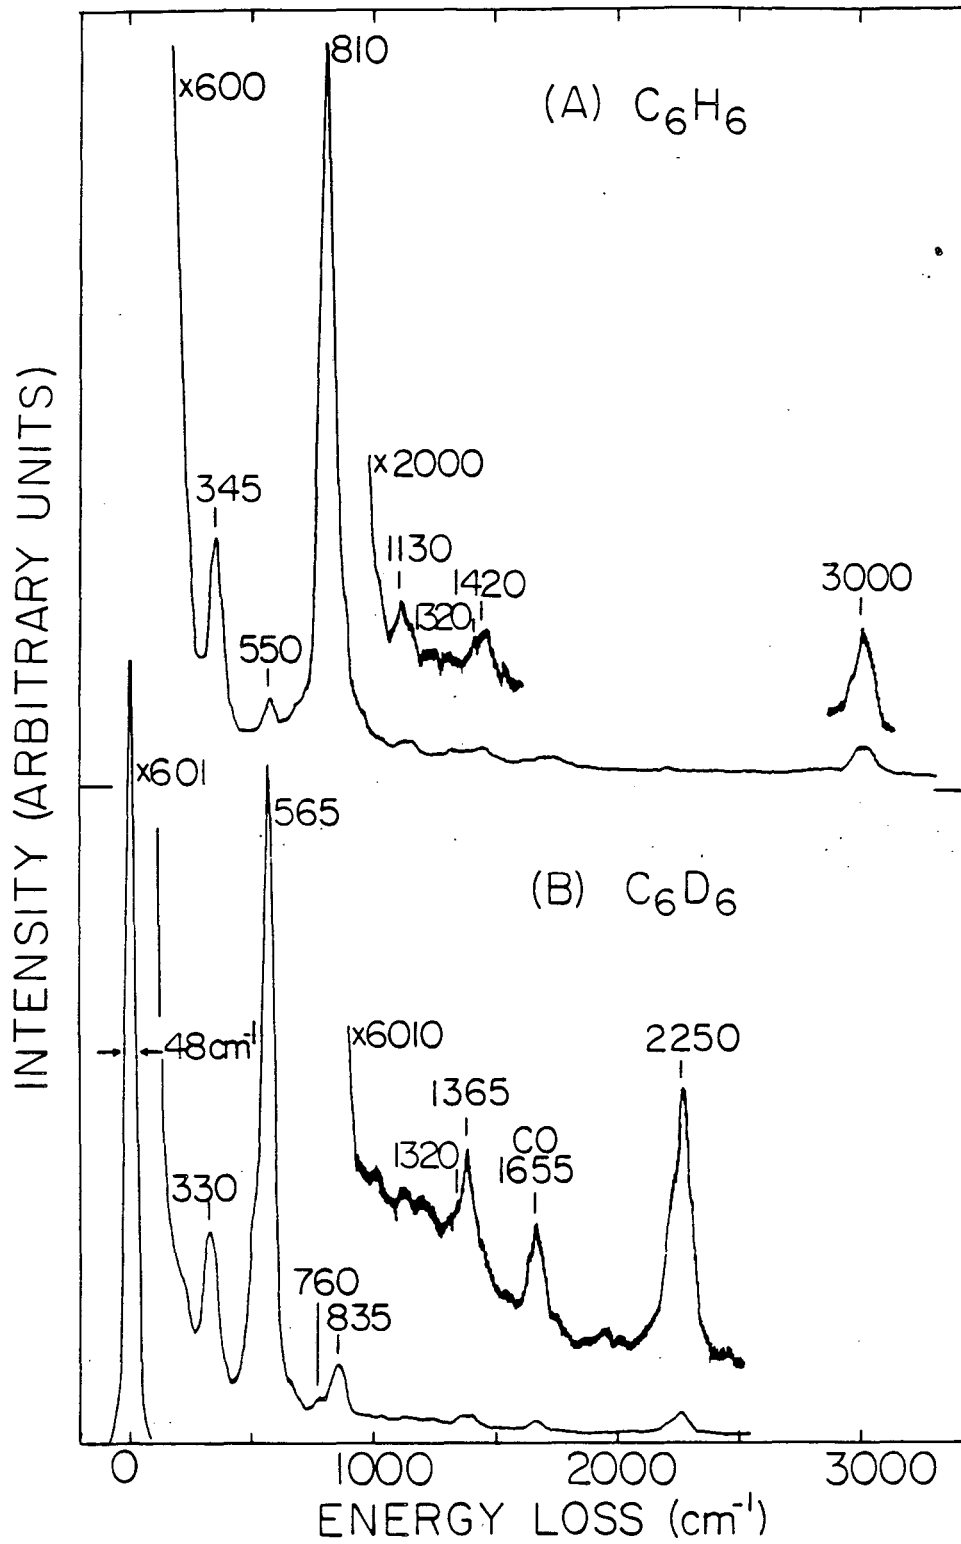 810
x600
(A) C6H6
x2000
345
1130
1420
3000
1320
550
x601
565
(B) C6D6
x6010
48cm-1
2250
1365
CO
1320
1655
330
760
835
0
1000
2000
3000
ENERGY LOSS (cm-1)
INTENSITY (ARBITRARY UNITS)